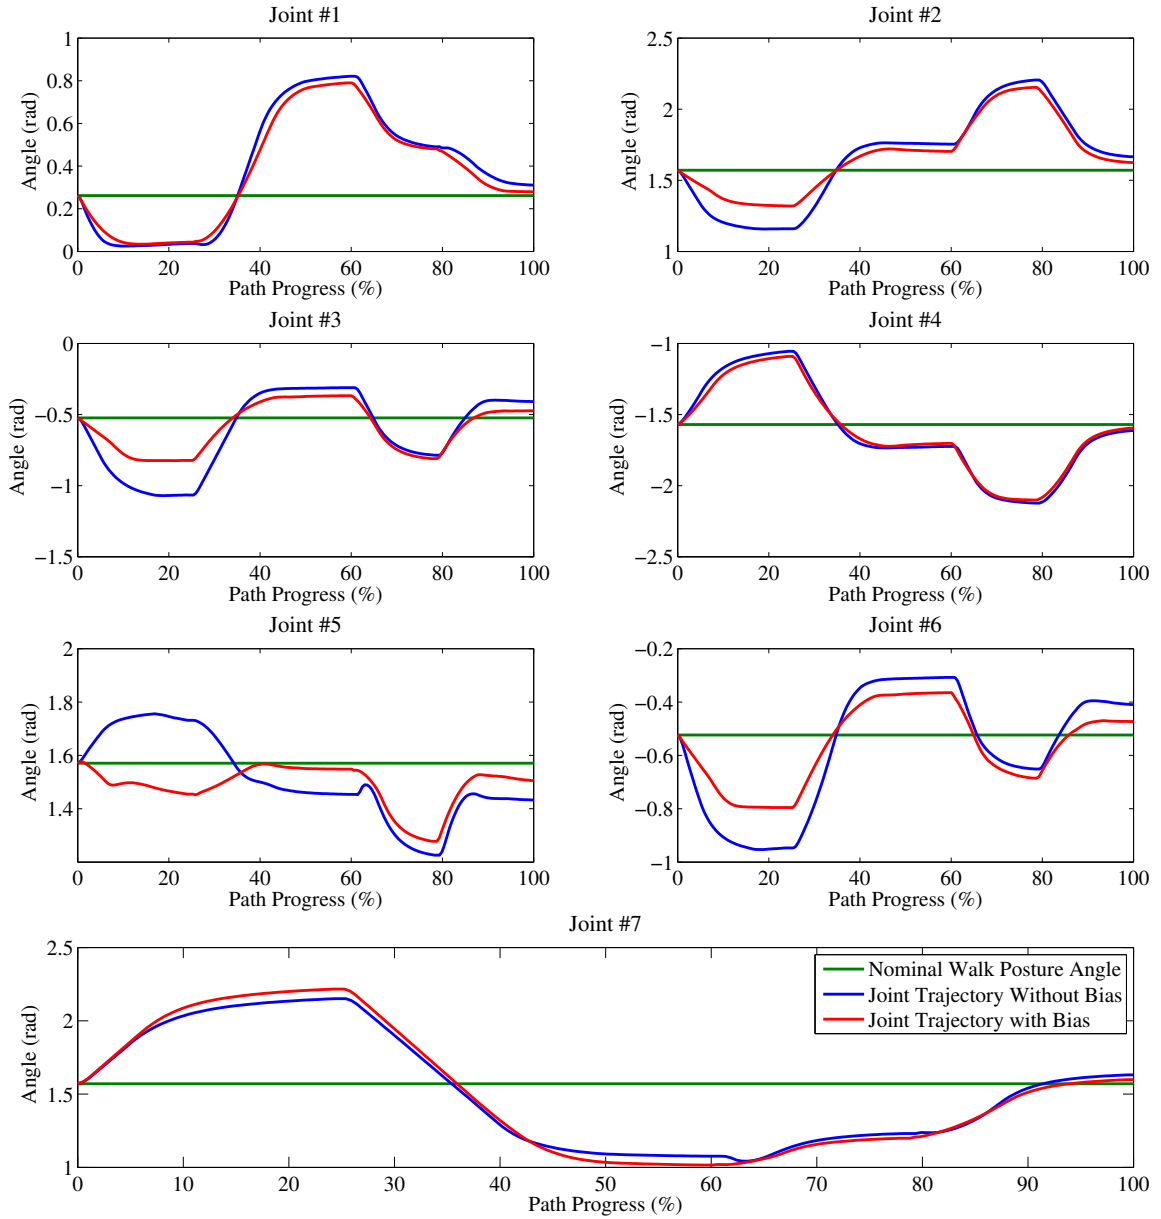 Joint #1
Angle (rad)
1
0.8
0.6
0.4
0.2
0
0 20 40 60 80 100
Path Progress (%)
Joint #2
Angle (rad)
2.5
2
1.5
1
0 20 40 60 80 100
Path Progress (%)
Joint #3
Angle (rad)
0
−0.5
−1
−1.5
0 20 40 60 80 100
Path Progress (%)
Joint #4
Angle (rad)
−1
−1.5
−2
−2.5
0 20 40 60 80 100
Path Progress (%)
Joint #5
Angle (rad)
2
1.8
1.6
1.4
0 20 40 60 80 100
Path Progress (%)
Joint #6
Angle (rad)
−0.2
−0.4
−0.6
−0.8
−1
0 20 40 60 80 100
Path Progress (%)
Joint #7
Angle (rad)
2.5
2
1.5
1
0 10 20 30 40 50 60 70 80 90 100
Path Progress (%)
Nominal Walk Posture Angle
Joint Trajectory Without Bias
Joint Trajectory with Bias